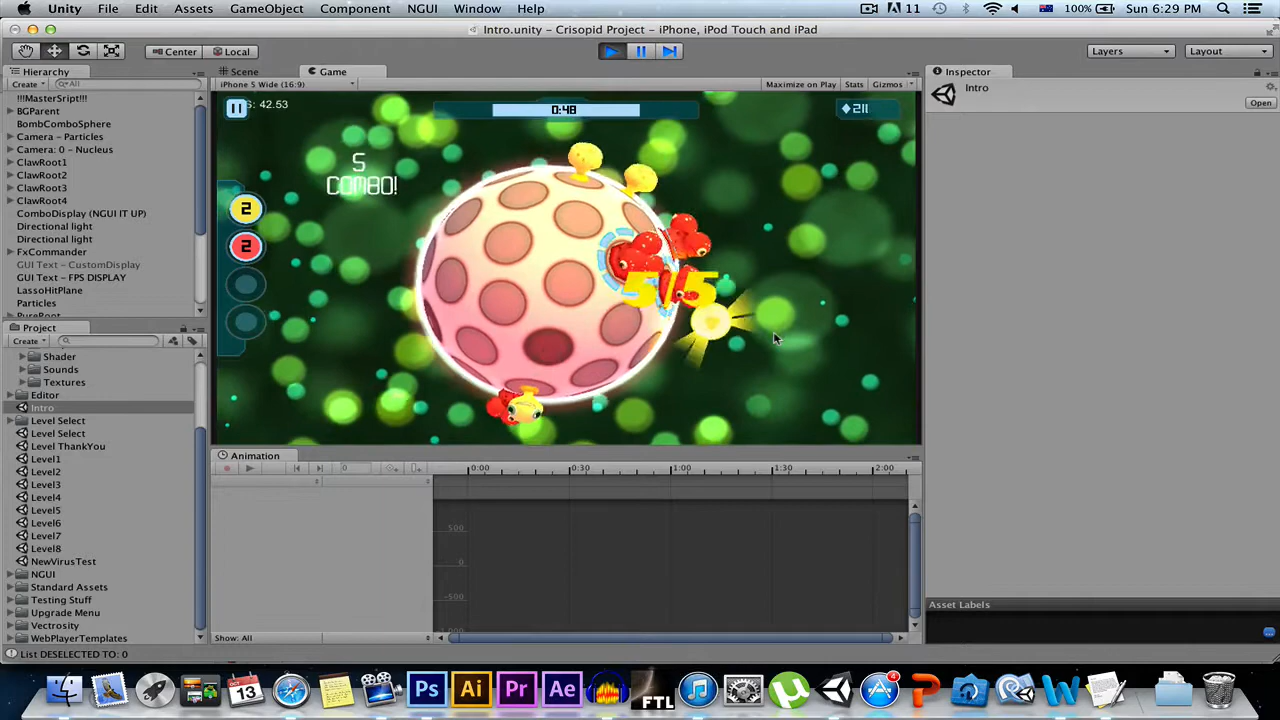 Unity File Edit Assets GameObject Component NGUI Window Help 11 100% Sun 6:29 PM
Intro.unity - Crisopid Project - iPhone, iPod Touch and iPad
Center Local Layers Layout
Hierarchy Scene Game Inspector
Create All iPhone 5 Wide (16:9) Maximize on Play Stats Gizmos Intro
Open
!!!MasterSript!!!
BGParent
BombComboSphere
Camera - Particles
Camera: 0 - Nucleus
ClawRoot1
ClawRoot2
ClawRoot3
ClawRoot4
ComboDisplay (NGUI IT UP)
Directional light
Directional light
FxCommander
GUI Text - CustomDisplay
GUI Text - FPS DISPLAY
LassoHitPlane
Particles
S: 42.53 0:48 211
5
COMBO!
2
2
5/5
Project
Create
Shader
Sounds
Textures
Editor
Intro
Level Select
Level Select
Level ThankYou
Level1
Level2
Level3
Level4
Level5
Level6
Level7
Level8
NewVirusTest
NGUI
Standard Assets
Testing Stuff
Upgrade Menu
Vectrosity
WebPlayerTemplates
Animation
0 0:00 0:30 1:00 1:30 2:00
500
0
-500
Show: All
Asset Labels
List DESELECTED TO: 0
OCT 13 Ps Ai Pr Ae FTL 4